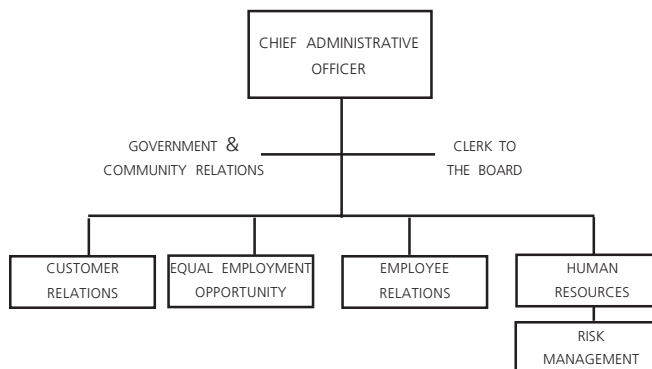 CHIEF ADMINISTRATIVE
OFFICER
GOVERNMENT &
COMMUNITY RELATIONS
CLERK TO
THE BOARD
CUSTOMER
RELATIONS
EQUAL EMPLOYMENT
OPPORTUNITY
EMPLOYEE
RELATIONS
HUMAN
RESOURCES
RISK
MANAGEMENT